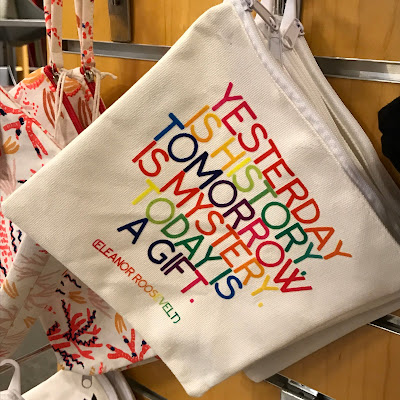 YESTERDAY
IS HISTORY.
TOMORROW
IS MYSTERY.
TODAY IS
A GIFT.
(ELEANOR ROOSEVELT)